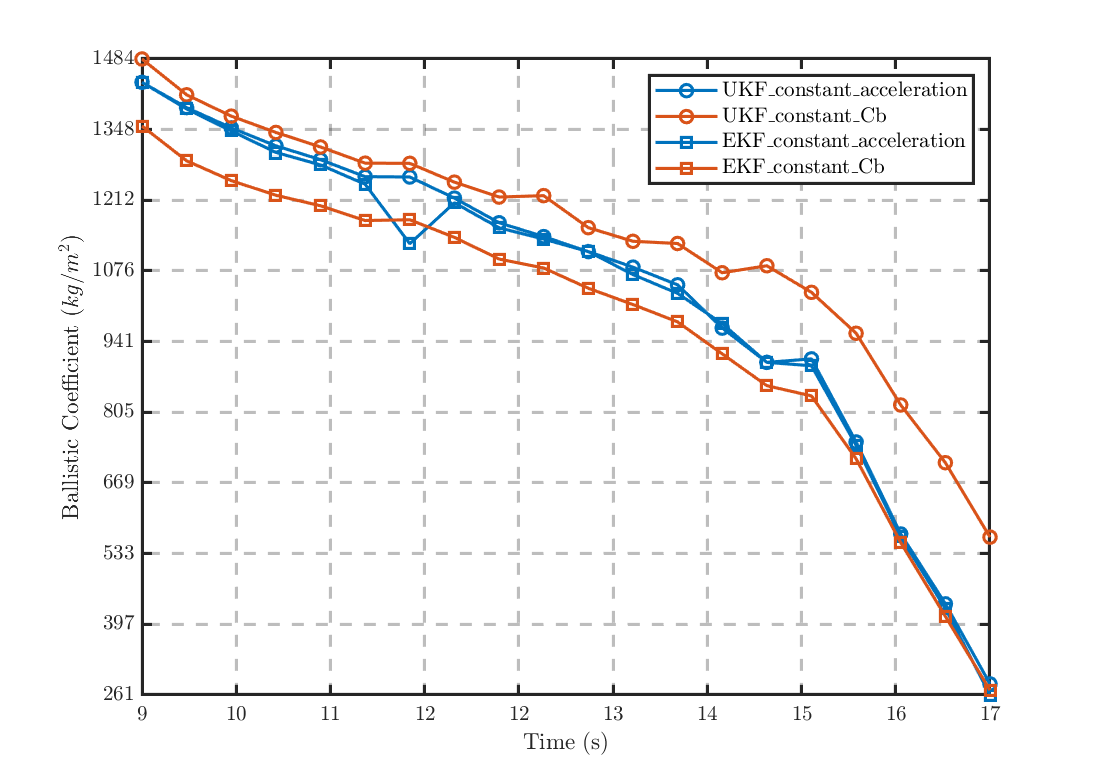 1484
1348
1212
1076
941
805
669
533
397
261
Ballistic Coefficient (kg/m²)
UKF_constant_acceleration
UKF_constant_Cb
EKF_constant_acceleration
EKF_constant_Cb
9 10 11 12 12 13 14 15 16 17
Time (s)